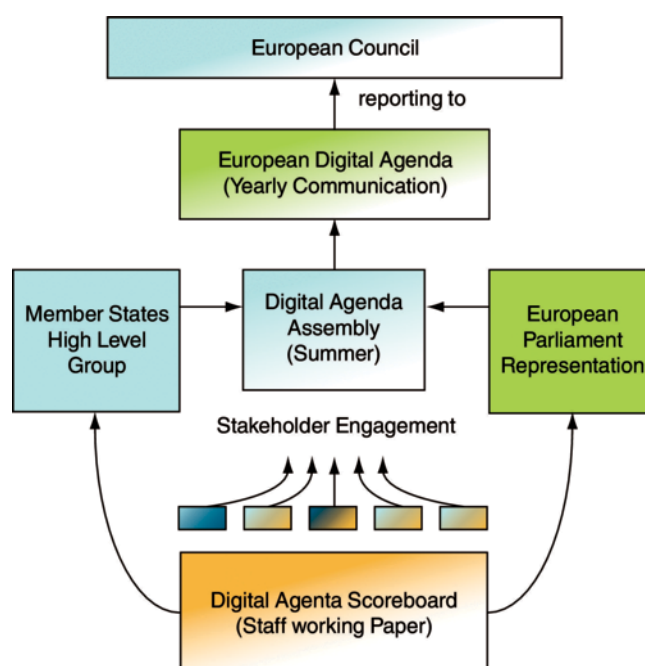 European Council
reporting to
European Digital Agenda
(Yearly Communication)
Member States
High Level
Group
Digital Agenda
Assembly
(Summer)
European
Parliament
Representation
Stakeholder Engagement
Digital Agenta Scoreboard
(Staff working Paper)